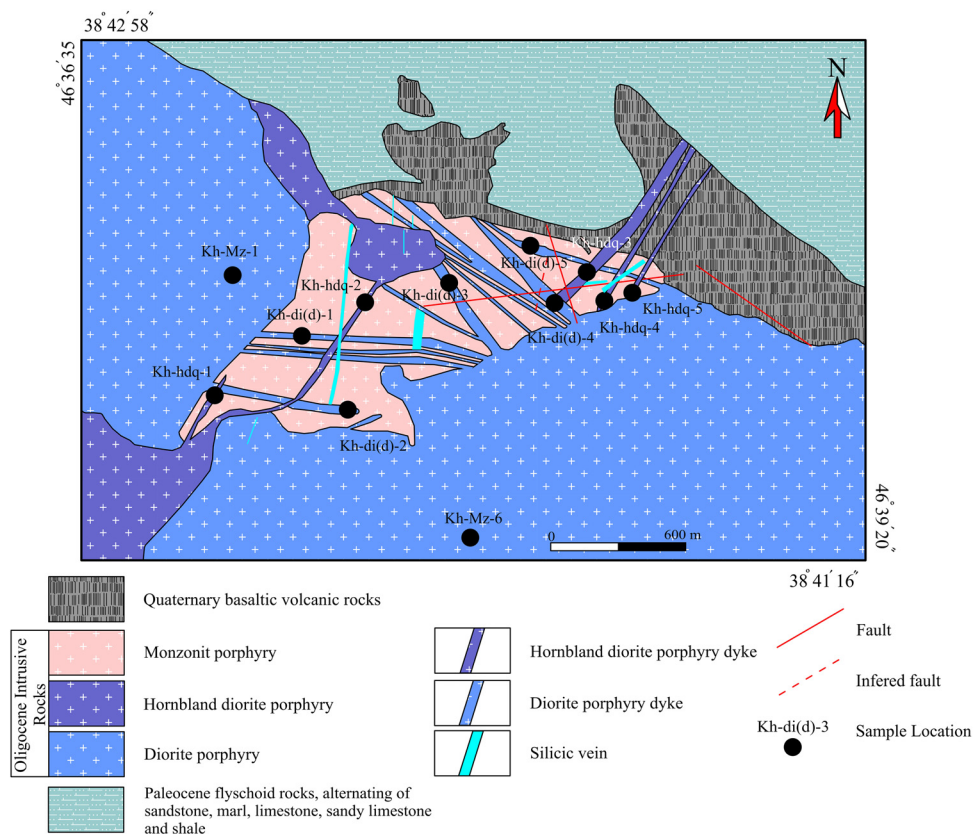 38° 42′ 58″
46° 36′ 35
N
Kh-Mz-1
Kh-hdq-3
Kh-di(d)-5
Kh-hdq-2
Kh-di(d)-3
Kh-di(d)-1
Kh-hdq-5
Kh-hdq-4
Kh-di(d)-4
Kh-hdq-1
Kh-di(d)-2
Kh-Mz-6
0
600 m
46° 39′ 20″
38° 41′ 16″
Quaternary basaltic volcanic rocks
Oligocene Intrusive
Rocks
Monzonit porphyry
Hornbland diorite porphyry
Diorite porphyry
Paleocene flyschoid rocks, alternating of
sandstone, marl, limestone, sandy limestone
and shale
Hornbland diorite porphyry dyke
Diorite porphyry dyke
Silicic vein
Fault
Infered fault
Kh-di(d)-3
Sample Location